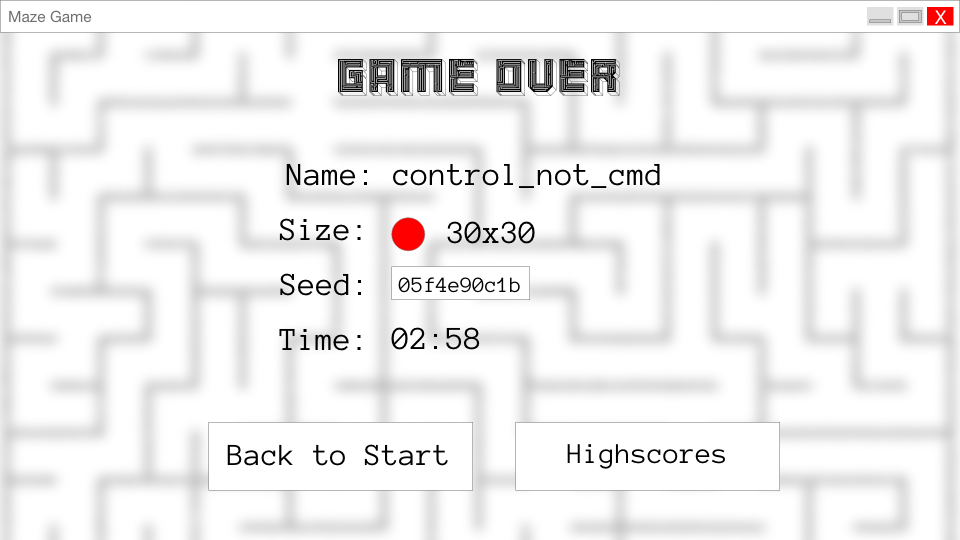 Maze Game
X
GAME OVER
Name: control_not_cmd
Size: 30x30
Seed: 05f4e90c1b
Time: 02:58
Back to Start
Highscores